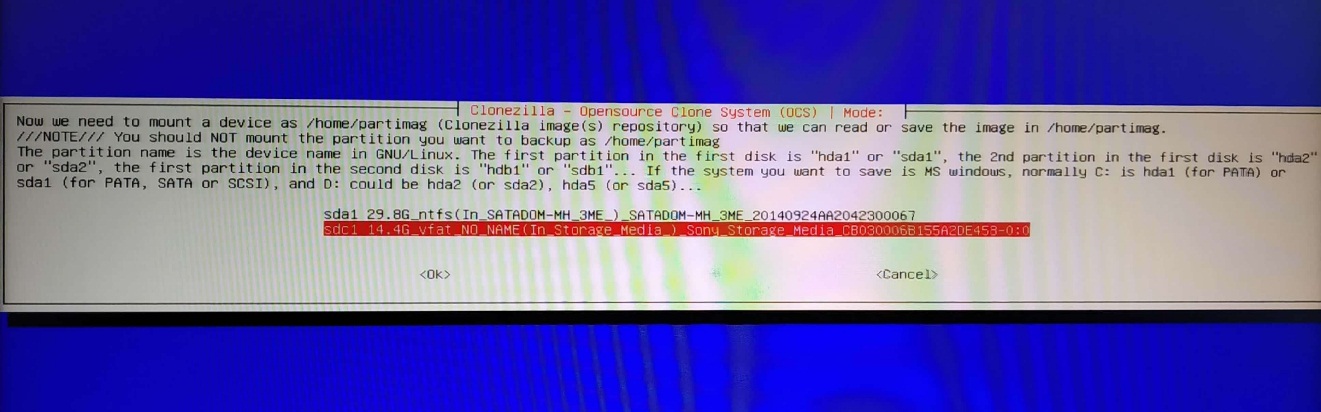 Clonezilla - Opensource Clone System (OCS) | Mode:
Now we need to mount a device as /home/partimag (Clonezilla image(s) repository) so that we can read or save the image in /home/partimag.
///NOTE/// You should NOT mount the partition you want to backup as /home/partimag
The partition name is the device name in GNU/Linux. The first partition in the first disk is "hda1" or "sda1", the 2nd partition in the first disk is "hda2"
or "sda2", the first partition in the second disk is "hdb1" or "sdb1"... If the system you want to save is MS windows, normally C: is hda1 (for PATA) or
sda1 (for PATA, SATA or SCSI), and D: could be hda2 (or sda2), hda5 (or sda5)...
sda1 29.8G_ntfs(In_SATADOM-MH_3ME_)_SATADOM-MH_3ME_20140924AA2042300067
sdc1 14.4G_vfat_NO_NAME(In_Storage_Media_)_Sony_Storage_Media_CB030006B155A2DE458-0:0
<Ok> <Cancel>